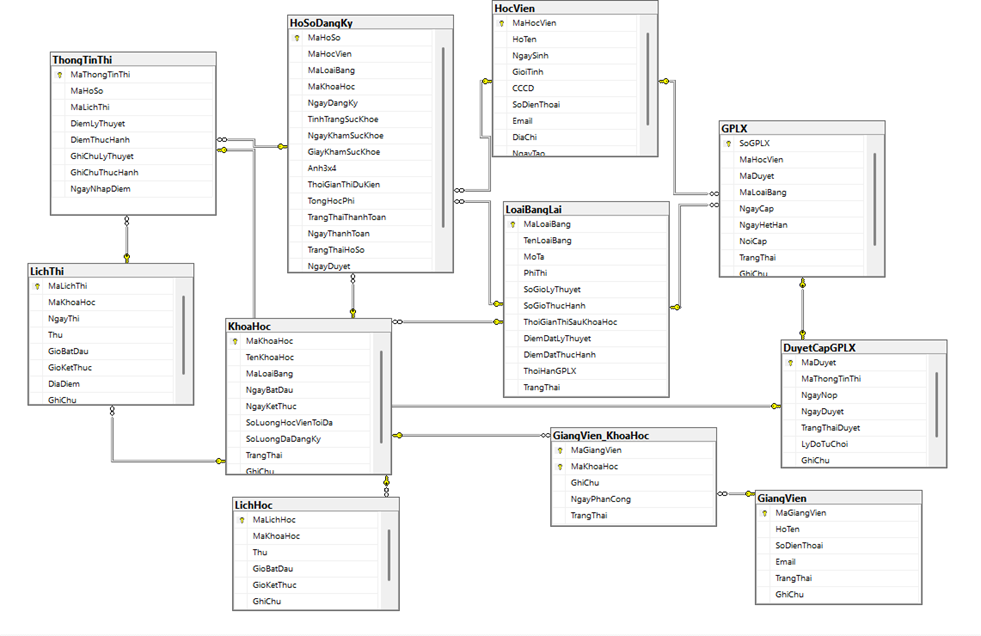 ThongTinThi
MaThongTinThi
MaHoSo
MaLichThi
DiemLyThuyet
DiemThucHanh
GhiChuLyThuyet
GhiChuThucHanh
NgayNhapDiem
HoSoDangKy
MaHoSo
MaHocVien
MaLoaiBang
MaKhoaHoc
NgayDangKy
TinhTrangSucKhoe
NgayKhamSucKhoe
GiayKhamSucKhoe
Anh3x4
ThoiGianThiDuKien
TongHocPhi
TrangThaiThanhToan
NgayThanhToan
TrangThaiHoSo
NgayDuyet
HocVien
MaHocVien
HoTen
NgaySinh
GioiTinh
CCCD
SoDienThoai
Email
DiaChi
NgayTao
GPLX
SoGPLX
MaHocVien
MaDuyet
MaLoaiBang
NgayCap
NgayHetHan
NoiCap
TrangThai
GhiChu
LoaiBangLai
MaLoaiBang
TenLoaiBang
MoTa
PhiThi
SoGioLyThuyet
SoGioThucHanh
ThoiGianThiSauKhoaHoc
DiemDatLyThuyet
DiemDatThucHanh
ThoiHanGPLX
TrangThai
LichThi
MaLichThi
MaKhoaHoc
NgayThi
Thu
GioBatDau
GioKetThuc
DiaDiem
GhiChu
KhoaHoc
MaKhoaHoc
TenKhoaHoc
MaLoaiBang
NgayBatDau
NgayKetThuc
SoLuongHocVienToiDa
SoLuongDaDangKy
TrangThai
GhiChu
DuyetCapGPLX
MaDuyet
MaThongTinThi
NgayNop
NgayDuyet
TrangThaiDuyet
LyDoTuChoi
GhiChu
GiangVien_KhoaHoc
MaGiangVien
MaKhoaHoc
GhiChu
NgayPhanCong
TrangThai
LichHoc
MaLichHoc
MaKhoaHoc
Thu
GioBatDau
GioKetThuc
GhiChu
GiangVien
MaGiangVien
HoTen
SoDienThoai
Email
TrangThai
GhiChu